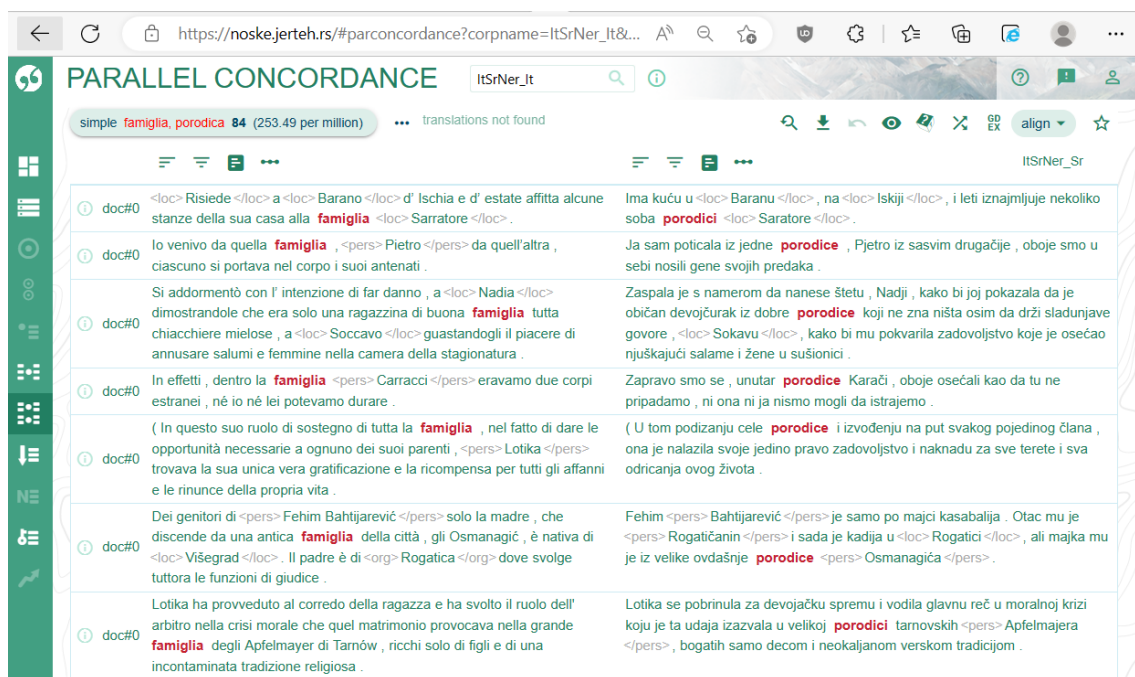 https://noske.jerteh.rs/#parconcordance?corpname=ItSrNer_It&...
PARALLEL CONCORDANCE
ItSrNer_It
simple famiglia, porodica 84 (253.49 per million)
••• translations not found
GD EX
align
ItSrNer_Sr
doc#0
<loc> Risiede </loc> a <loc> Barano </loc> d' Ischia e d' estate affitta alcune
stanze della sua casa alla famiglia <loc> Sarratore </loc> .
Ima kuću u <loc> Baranu </loc> , na <loc> Iskiji </loc> , i leti iznajmljuje nekoliko
soba porodici <loc> Saratore </loc> .
doc#0
Io venivo da quella famiglia , <pers> Pietro </pers> da quell'altra ,
ciascuno si portava nel corpo i suoi antenati .
Ja sam poticala iz jedne porodice , Pjetro iz sasvim drugačije , oboje smo u
sebi nosili gene svojih predaka .
doc#0
Si addormentò con l' intenzione di far danno , a <loc> Nadia </loc>
dimostrandole che era solo una ragazzina di buona famiglia tutta
chiacchiere mielose , a <loc> Soccavo </loc> guastandogli il piacere di
annusare salumi e femmine nella camera della stagionatura .
Zaspala je s namerom da nanese štetu , Nadji , kako bi joj pokazala da je
običan devojčurak iz dobre porodice koji ne zna ništa osim da drži sladunjave
govore , <loc> Sokavu </loc> , kako bi mu pokvarila zadovoljstvo koje je osećao
njuškajući salame i žene u sušionici .
doc#0
In effetti , dentro la famiglia <pers> Carracci </pers> eravamo due corpi
estranei , né io né lei potevamo durare .
Zapravo smo se , unutar porodice Karači , oboje osećali kao da tu ne
pripadamo , ni ona ni ja nismo mogli da istrajemo .
doc#0
( In questo suo ruolo di sostegno di tutta la famiglia , nel fatto di dare le
opportunità necessarie a ognuno dei suoi parenti , <pers> Lotika </pers>
trovava la sua unica vera gratificazione e la ricompensa per tutti gli affanni
e le rinunce della propria vita .
( U tom podizanju cele porodice i izvođenju na put svakog pojedinog člana ,
ona je nalazila svoje jedino pravo zadovoljstvo i naknadu za sve terete i sva
odricanja ovog života .
doc#0
Dei genitori di <pers> Fehim Bahtijarević </pers> solo la madre , che
discende da una antica famiglia della città , gli Osmanagić , è nativa di
<loc> Višegrad </loc> . Il padre è di <org> Rogatica </org> dove svolge
tuttora le funzioni di giudice .
Fehim <pers> Bahtijarević </pers> je samo po majci kasabalija . Otac mu je
<pers> Rogatičanin </pers> i sada je kadija u <loc> Rogatici </loc> , ali majka mu
je iz velike ovdašnje porodice <pers> Osmanagića </pers> .
doc#0
Lotika ha provveduto al corredo della ragazza e ha svolto il ruolo dell'
arbitro nella crisi morale che quel matrimonio provocava nella grande
famiglia degli Apfelmayer di Tarnów , ricchi solo di figli e di una
incontaminata tradizione religiosa .
Lotika se pobrinula za devojačku spremu i vodila glavnu reč u moralnoj krizi
koju je ta udaja izazvala u velikoj porodici tarnovskih <pers> Apfelmajera
</pers> , bogatih samo decom i neokaljanom verskom tradicijom .